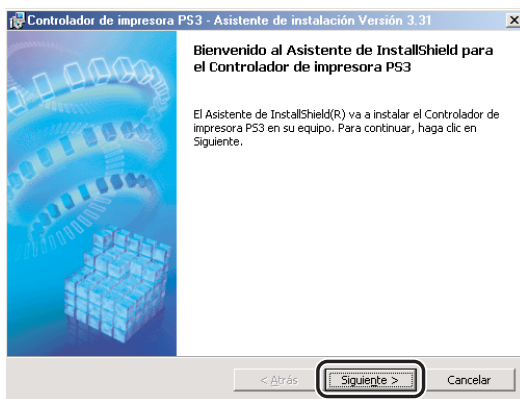 Controlador de impresora PS3 - Asistente de instalación Versión 3.31
Bienvenido al Asistente de InstallShield para
el Controlador de impresora PS3
El Asistente de InstallShield(R) va a instalar el Controlador de
impresora PS3 en su equipo. Para continuar, haga clic en
Siguiente.
< Atrás
Siguiente >
Cancelar